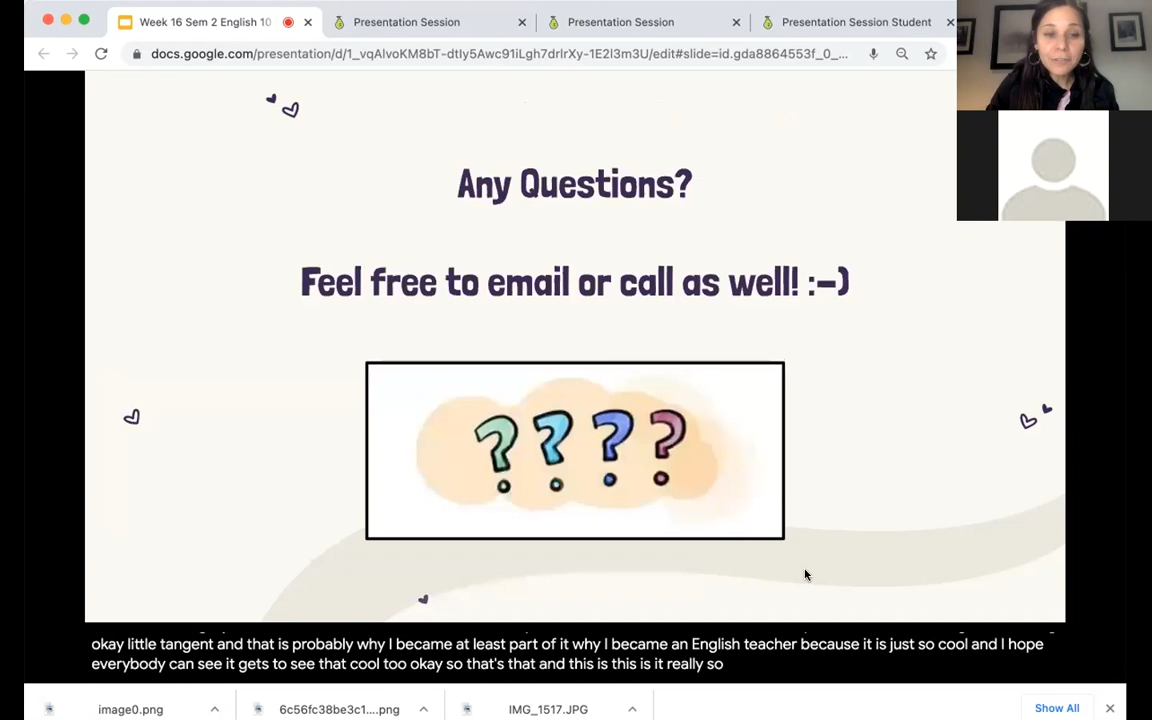 Week 16 Sem 2 English 10
Presentation Session
Presentation Session
Presentation Session Student
docs.google.com/presentation/d/1_vqAlvoKM8bT-dtIy5Awc91iLgh7drlrXy-1E2l3m3U/edit#slide=id.gda8864553f_0_...
Any Questions?
Feel free to email or call as well! :-)
? ? ? ?
okay little tangent and that is probably why I became at least part of it why I became an English teacher because it is just so cool and I hope
everybody can see it gets to see that cool too okay so that's that and this is this is it really so
image0.png
6c56fc38be3c1....png
IMG_1517.JPG
Show All